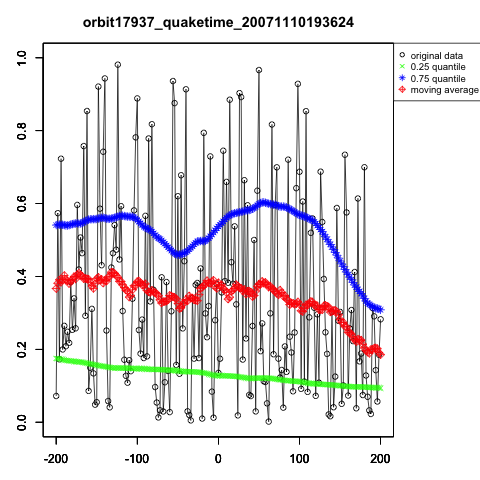 orbit17937_quaketime_20071110193624
original data
0.25 quantile
0.75 quantile
moving average
1.0
0.8
0.6
0.4
0.2
0.0
-200 -100 0 100 200